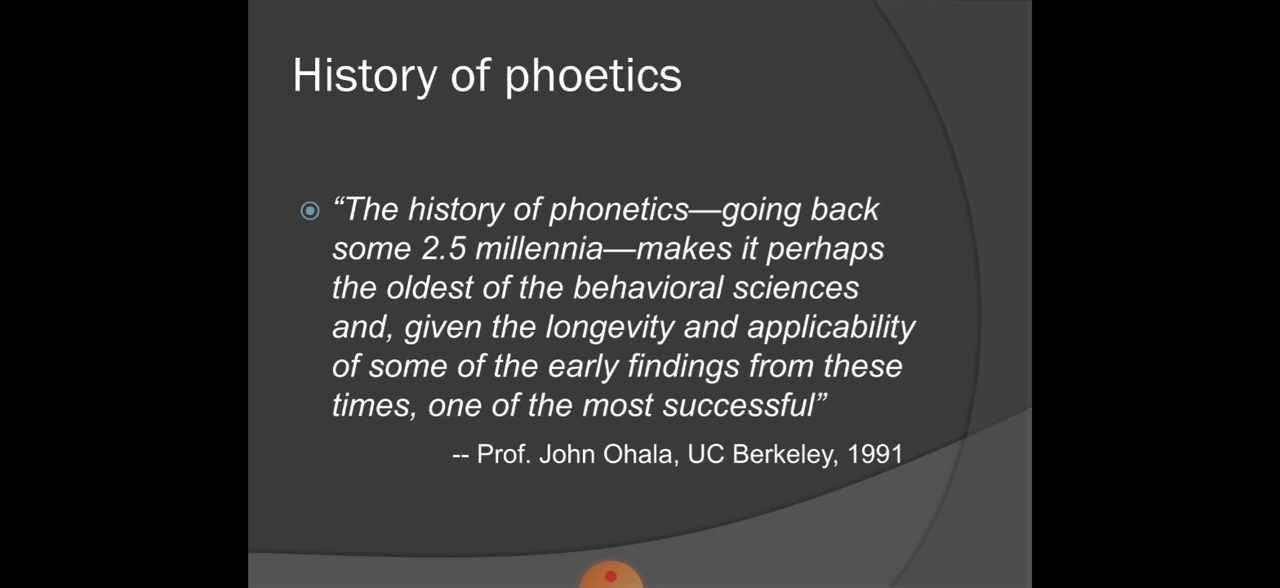 History of phoetics
“The history of phonetics—going back
some 2.5 millennia—makes it perhaps
the oldest of the behavioral sciences
and, given the longevity and applicability
of some of the early findings from these
times, one of the most successful”
-- Prof. John Ohala, UC Berkeley, 1991